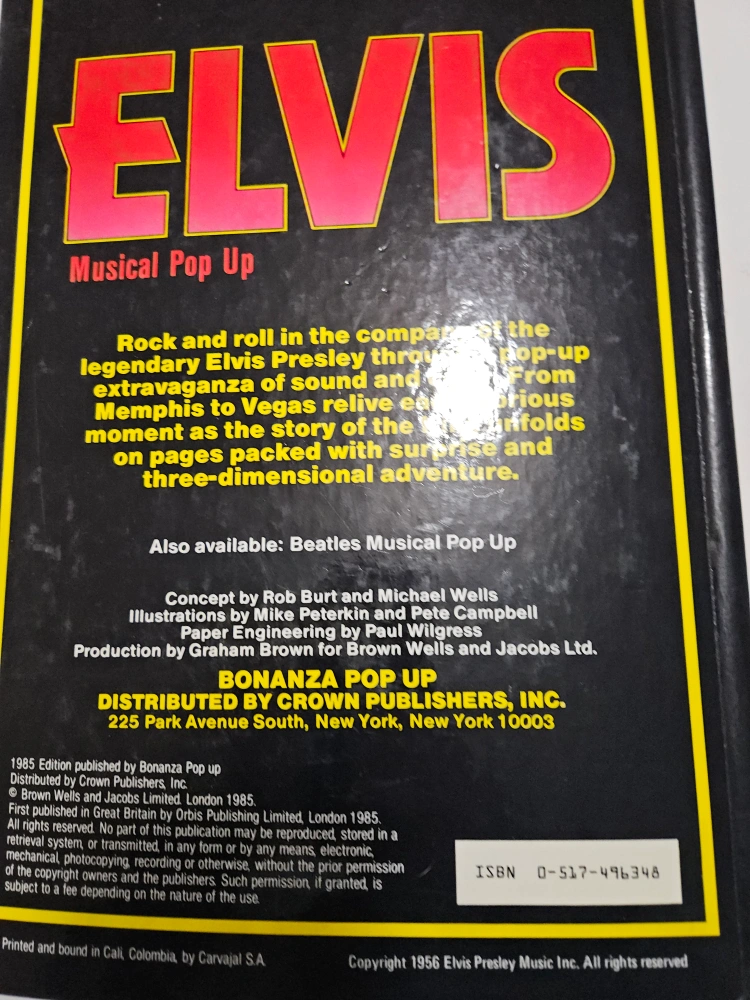 ELVIS
Musical Pop Up
Rock and roll in the company of the
legendary Elvis Presley through pop-up
extravaganza of sound and From
Memphis to Vegas relive
moment as the story of the unfolds
on pages packed with surprise and
three-dimensional adventure.
Also available: Beatles Musical Pop Up
Concept by Rob Burt and Michael Wells
Illustrations by Mike Peterkin and Pete Campbell
Paper Engineering by Paul Wilgress
Production by Graham Brown for Brown Wells and Jacobs Ltd.
BONANZA POP UP
DISTRIBUTED BY CROWN PUBLISHERS, INC.
225 Park Avenue South, New York, New York 10003
1985 Edition published by Bonanza Pop up
Distributed by Crown Publishers, Inc.
© Brown Wells and Jacobs Limited. London 1985.
First published in Great Britain by Orbis Publishing Limited, London 1985.
All rights reserved. No part of this publication may be reproduced, stored in a
retrieval system, or transmitted, in any form or by any means, electronic,
mechanical, photocopying, recording or otherwise, without the prior permission
of the copyright owners and the publishers. Such permission, if granted, is
subject to a fee depending on the nature of the use.
ISBN 0-517-496348
Printed and bound in Cali, Colombia, by Carvajal S.A.
Copyright 1956 Elvis Presley Music Inc. All rights reserved